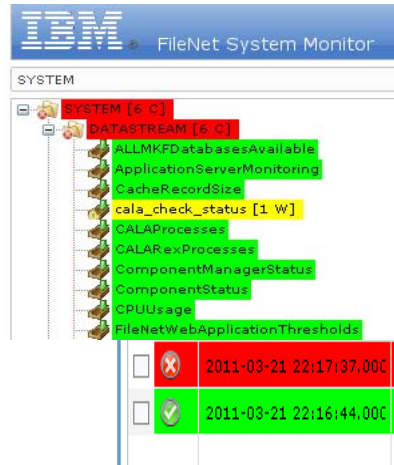 IBM® FileNet System Monitor
SYSTEM
SYSTEM [6 C]
DATASTREAM [6 C]
ALLMKFDatabasesAvailable
ApplicationServerMonitoring
CacheRecordSize
cala_check_status [1 W]
CALAProcesses
CALARexProcesses
ComponentManagerStatus
ComponentStatus
CPUUsage
FileNetWebApplicationThresholds
2011-03-21 22:17:37.000
2011-03-21 22:16:44.000